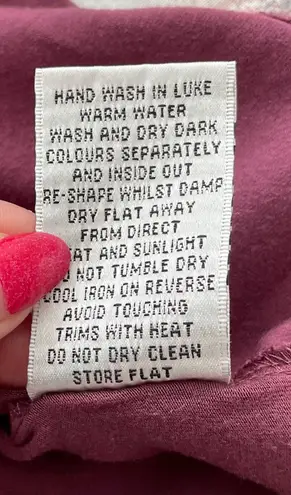 HAND WASH IN LUKE
WARM WATER
WASH AND DRY DARK
COLOURS SEPARATELY
AND INSIDE OUT
RE-SHAPE WHILST DAMP
DRY FLAT AWAY
FROM DIRECT
EAT AND SUNLIGHT
O NOT TUMBLE DRY
COOL IRON ON REVERSE
AVOID TOUCHING
TRIMS WITH HEAT
DO NOT DRY CLEAN
STORE FLAT